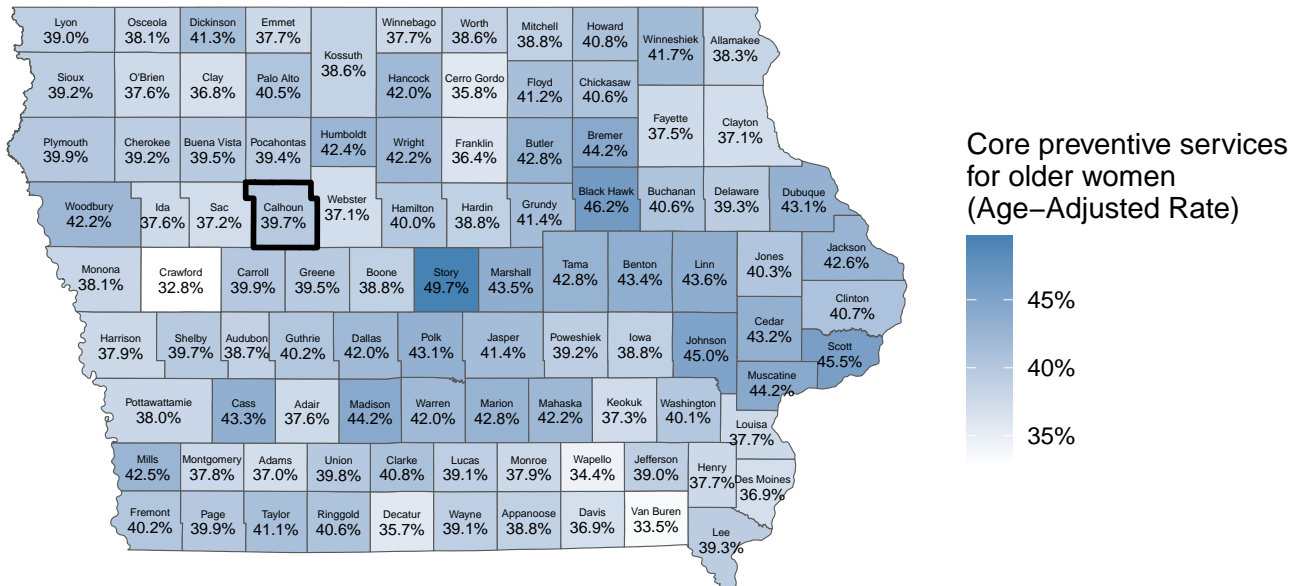 Lyon
39.0%
Osceola
38.1%
Dickinson
41.3%
Emmet
37.7%
Kossuth
38.6%
Winnebago
37.7%
Worth
38.6%
Mitchell
38.8%
Howard
40.8%
Winneshiek
41.7%
Allamakee
38.3%
Sioux
39.2%
O'Brien
37.6%
Clay
36.8%
Palo Alto
40.5%
Hancock
42.0%
Cerro Gordo
35.8%
Floyd
41.2%
Chickasaw
40.6%
Fayette
37.5%
Clayton
37.1%
Plymouth
39.9%
Cherokee
39.2%
Buena Vista
39.5%
Pocahontas
39.4%
Humboldt
42.4%
Wright
42.2%
Franklin
36.4%
Butler
42.8%
Bremer
44.2%
Woodbury
42.2%
Ida
37.6%
Sac
37.2%
Calhoun
39.7%
Webster
37.1%
Hamilton
40.0%
Hardin
38.8%
Grundy
41.4%
Black Hawk
46.2%
Buchanan
40.6%
Delaware
39.3%
Dubuque
43.1%
Monona
38.1%
Crawford
32.8%
Carroll
39.9%
Greene
39.5%
Boone
38.8%
Story
49.7%
Marshall
43.5%
Tama
42.8%
Benton
43.4%
Linn
43.6%
Jones
40.3%
Jackson
42.6%
Clinton
40.7%
Harrison
37.9%
Shelby
39.7%
Audubon
38.7%
Guthrie
40.2%
Dallas
42.0%
Polk
43.1%
Jasper
41.4%
Poweshiek
39.2%
Iowa
38.8%
Johnson
45.0%
Cedar
43.2%
Scott
45.5%
Muscatine
44.2%
Pottawattamie
38.0%
Cass
43.3%
Adair
37.6%
Madison
44.2%
Warren
42.0%
Marion
42.8%
Mahaska
42.2%
Keokuk
37.3%
Washington
40.1%
Louisa
37.7%
Mills
42.5%
Montgomery
37.8%
Adams
37.0%
Union
39.8%
Clarke
40.8%
Lucas
39.1%
Monroe
37.9%
Wapello
34.4%
Jefferson
39.0%
Henry
37.7%
Des Moines
36.9%
Fremont
40.2%
Page
39.9%
Taylor
41.1%
Ringgold
40.6%
Decatur
35.7%
Wayne
39.1%
Appanoose
38.8%
Davis
36.9%
Van Buren
33.5%
Lee
39.3%
Core preventive services
for older women
(Age−Adjusted Rate)
45%
40%
35%